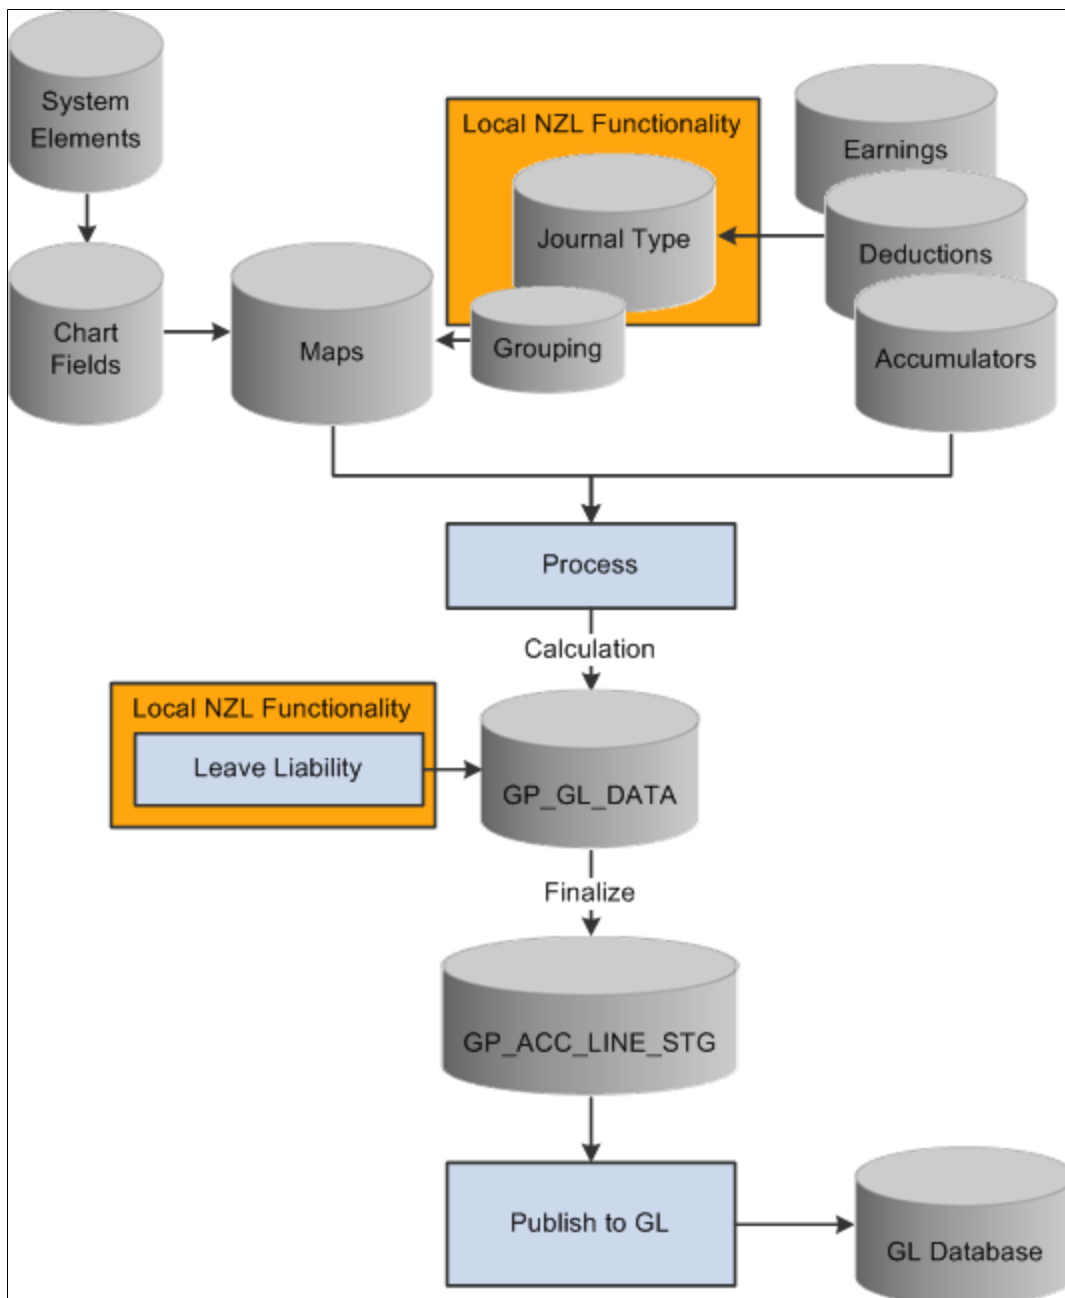 System
Elements
Local NZL Functionality
Earnings
Journal Type
Deductions
Chart
Fields
Maps
Grouping
Accumulators
Process
Calculation
Local NZL Functionality
Leave Liability
GP_GL_DATA
Finalize
GP_ACC_LINE_STG
Publish to GL
GL Database